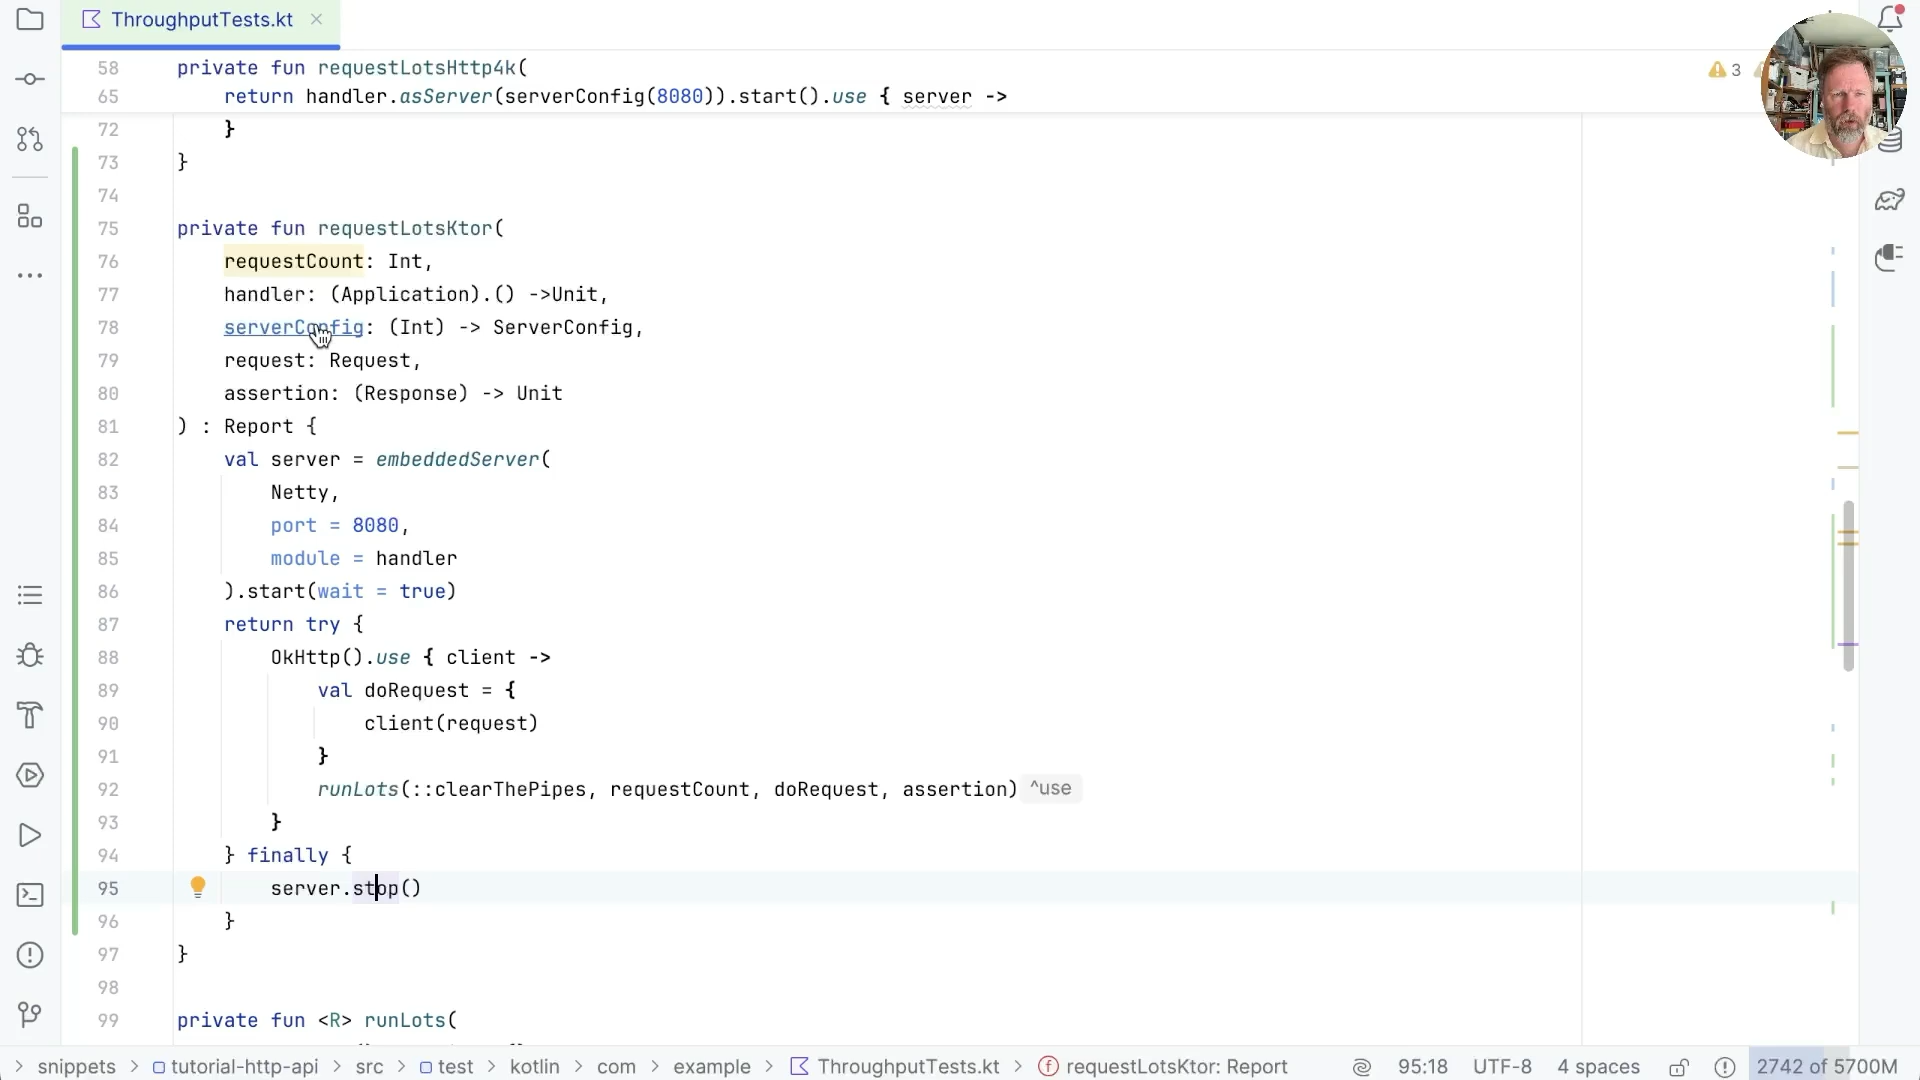 ThroughputTests.kt
58 private fun requestLotsHttp4k(
65 return handler.asServer(serverConfig(8080)).start().use { server ->
3
72 }
73 }
74
75 private fun requestLotsKtor(
76 requestCount: Int,
77 handler: (Application).() ->Unit,
78 serverConfig: (Int) -> ServerConfig,
79 request: Request,
80 assertion: (Response) -> Unit
81 ) : Report {
82 val server = embeddedServer(
83 Netty,
84 port = 8080,
85 module = handler
86 ).start(wait = true)
87 return try {
88 OkHttp().use { client ->
89 val doRequest = {
90 client(request)
91 }
92 runLots(::clearThePipes, requestCount, doRequest, assertion) ^use
93 }
94 } finally {
95 server.stop()
96 }
97 }
98
99 private fun <R> runLots(
> snippets > tutorial-http-api > src > test > kotlin > com > example > ThroughputTests.kt > requestLotsKtor: Report 95:18 UTF-8 4 spaces 2742 of 5700M